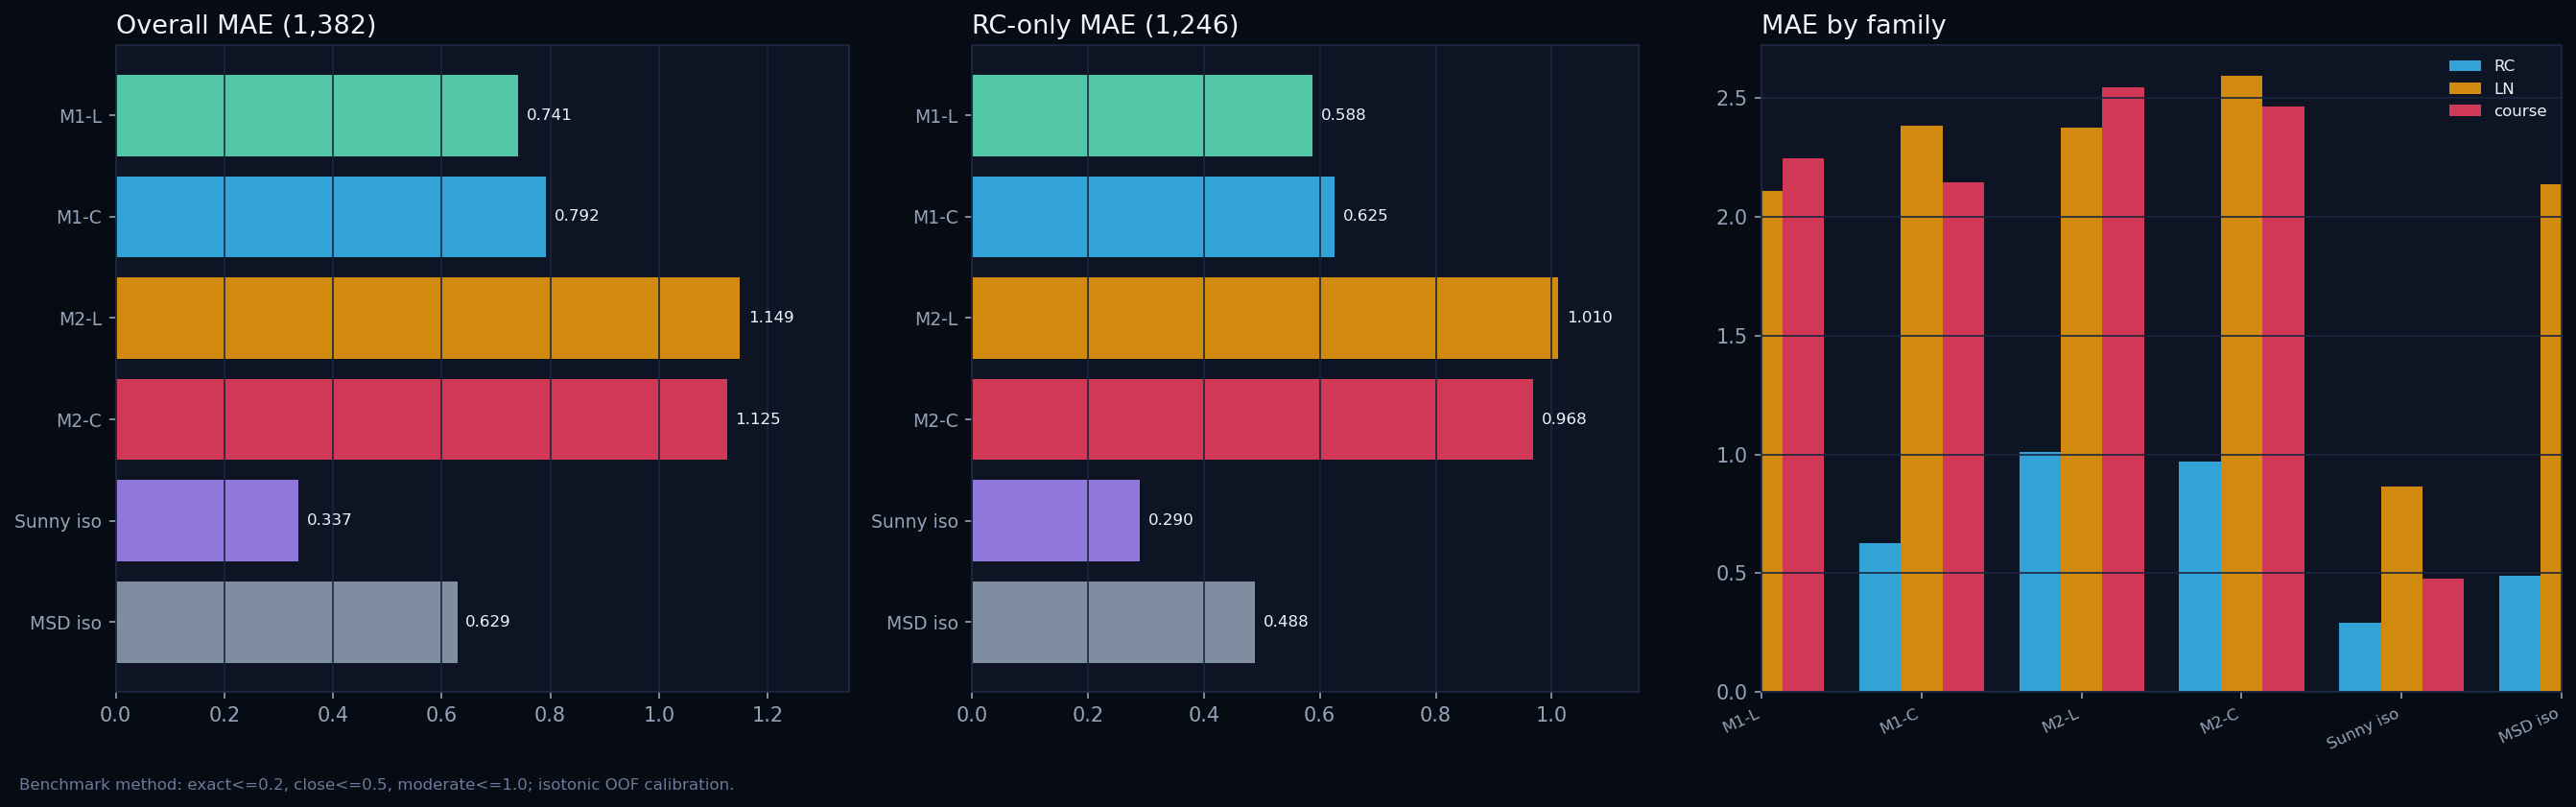 Overall MAE (1,382)
M1-L
0.741
M1-C
0.792
M2-L
1.149
M2-C
1.125
Sunny iso
0.337
MSD iso
0.629
0.0 0.2 0.4 0.6 0.8 1.0 1.2
RC-only MAE (1,246)
M1-L
0.588
M1-C
0.625
M2-L
1.010
M2-C
0.968
Sunny iso
0.290
MSD iso
0.488
0.0 0.2 0.4 0.6 0.8 1.0
MAE by family
RC
LN
course
2.5
2.0
1.5
1.0
0.5
0.0
M1-L M1-C M2-L M2-C Sunny iso MSD iso
Benchmark method: exact<=0.2, close<=0.5, moderate<=1.0; isotonic OOF calibration.